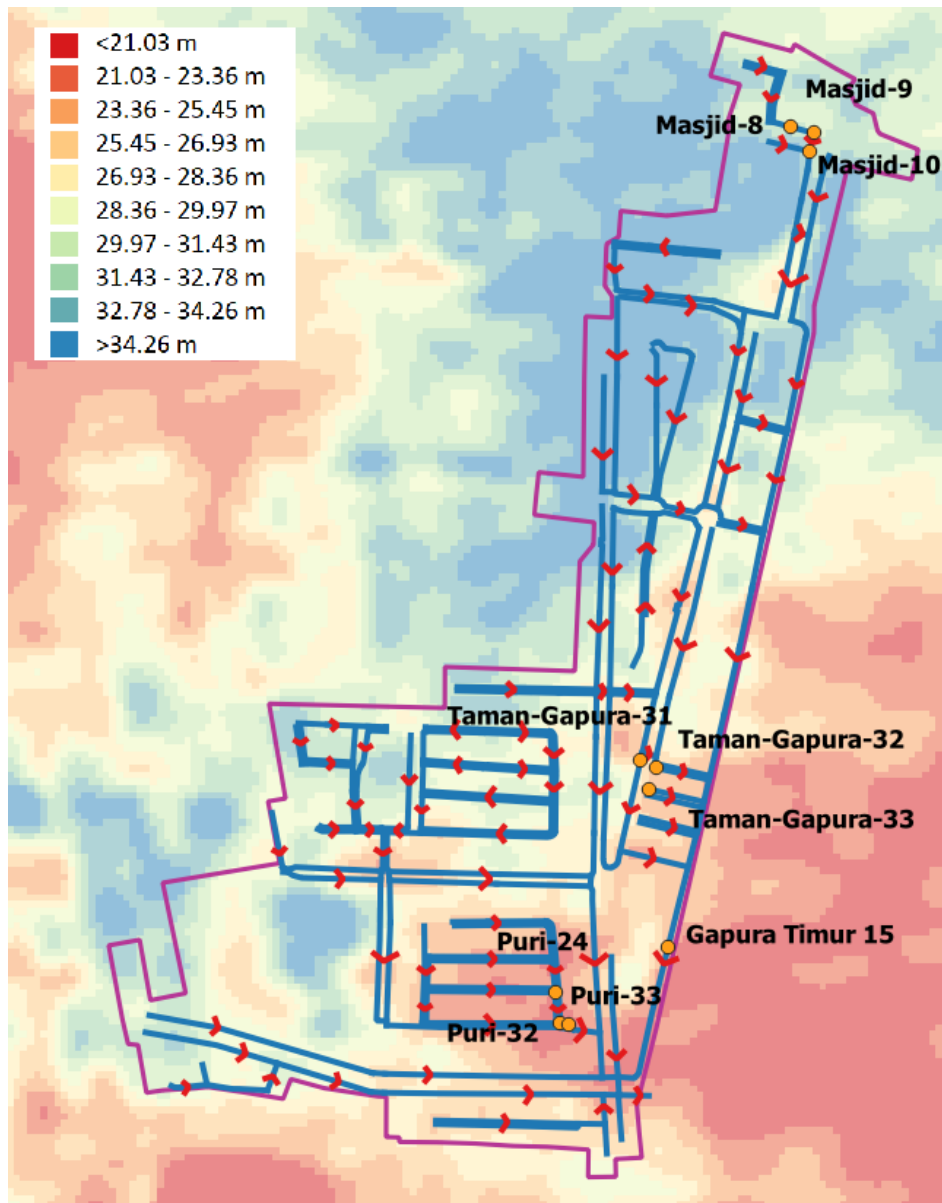 <21.03 m
21.03 - 23.36 m
23.36 - 25.45 m
25.45 - 26.93 m
26.93 - 28.36 m
28.36 - 29.97 m
29.97 - 31.43 m
31.43 - 32.78 m
32.78 - 34.26 m
>34.26 m
Masjid-9
Masjid-8
Masjid-10
Taman-Gapura-31
Taman-Gapura-32
Taman-Gapura-33
Gapura Timur 15
Puri-24
Puri-33
Puri-32